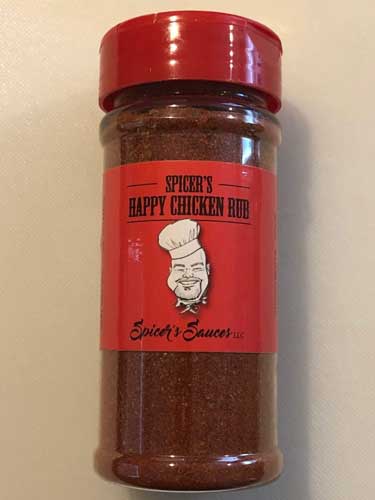 SPICER'S
HAPPY CHICKEN RUB
Spicer's Sauces LLC